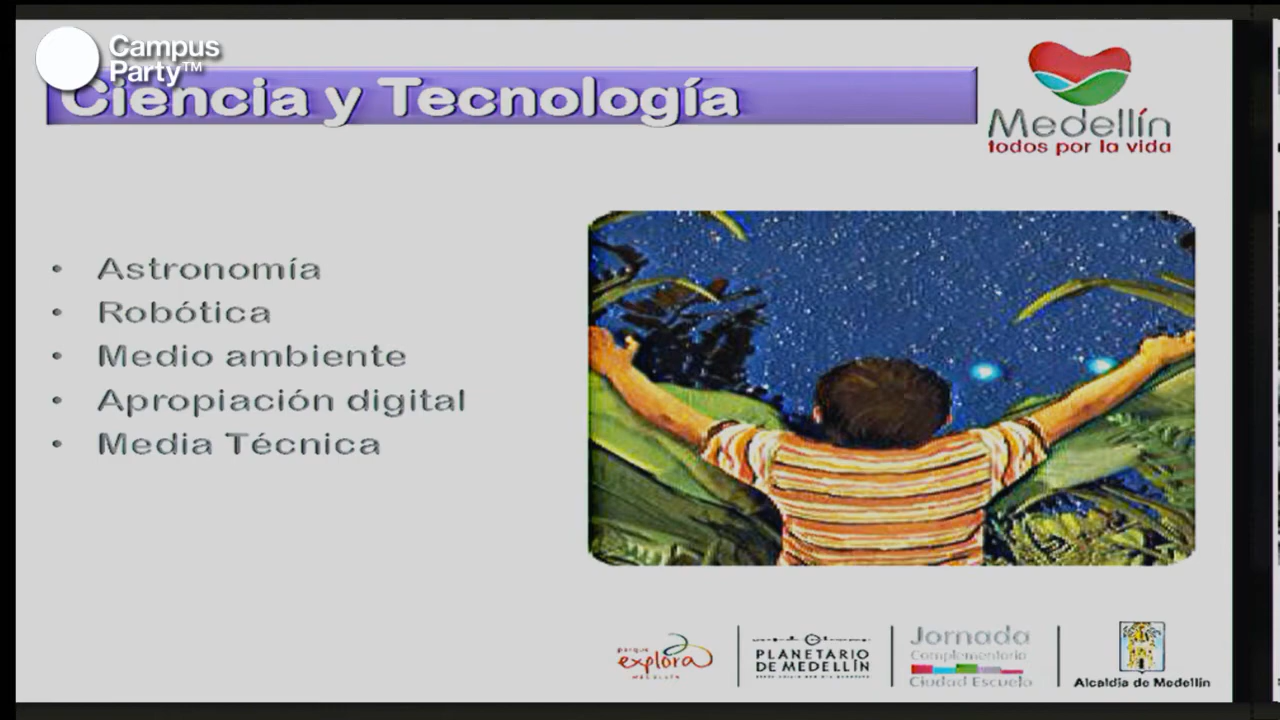 Campus
Party™
Ciencia y Tecnología
Medellín
todos por la vida
• Astronomía
• Robótica
• Medio ambiente
• Apropiación digital
• Media Técnica
parque
explora
PLANETARIO
DE MEDELLÍN
Jornada
Complementaria
Ciudad Escuela
Alcaldía de Medellín